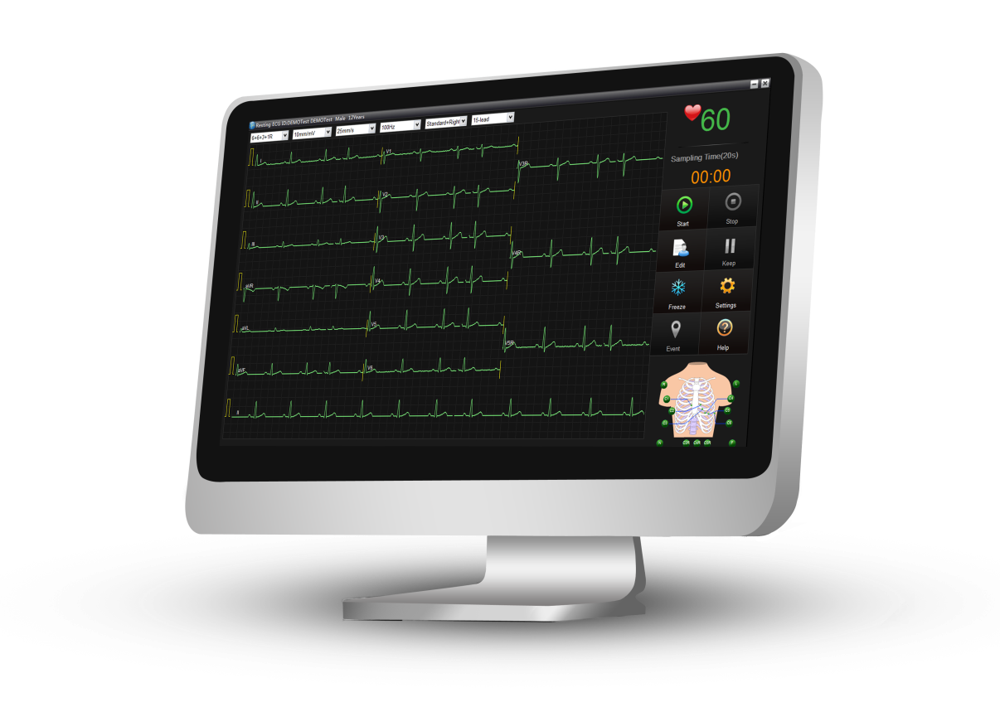 Resting ECG ID:DEMOTest DEMOTest Male 12Years
6+6+3+1R 10mm/mV 25mm/s 100Hz Standard+Right 15-lead
60
Sampling Time(20s)
00:00
Start Stop
Edit Keep
Freeze Settings
Event Help
I V1 V3R
II V2
III V3 V4R
aVR V4
aVL V5 V5R
aVF V6
II
R L